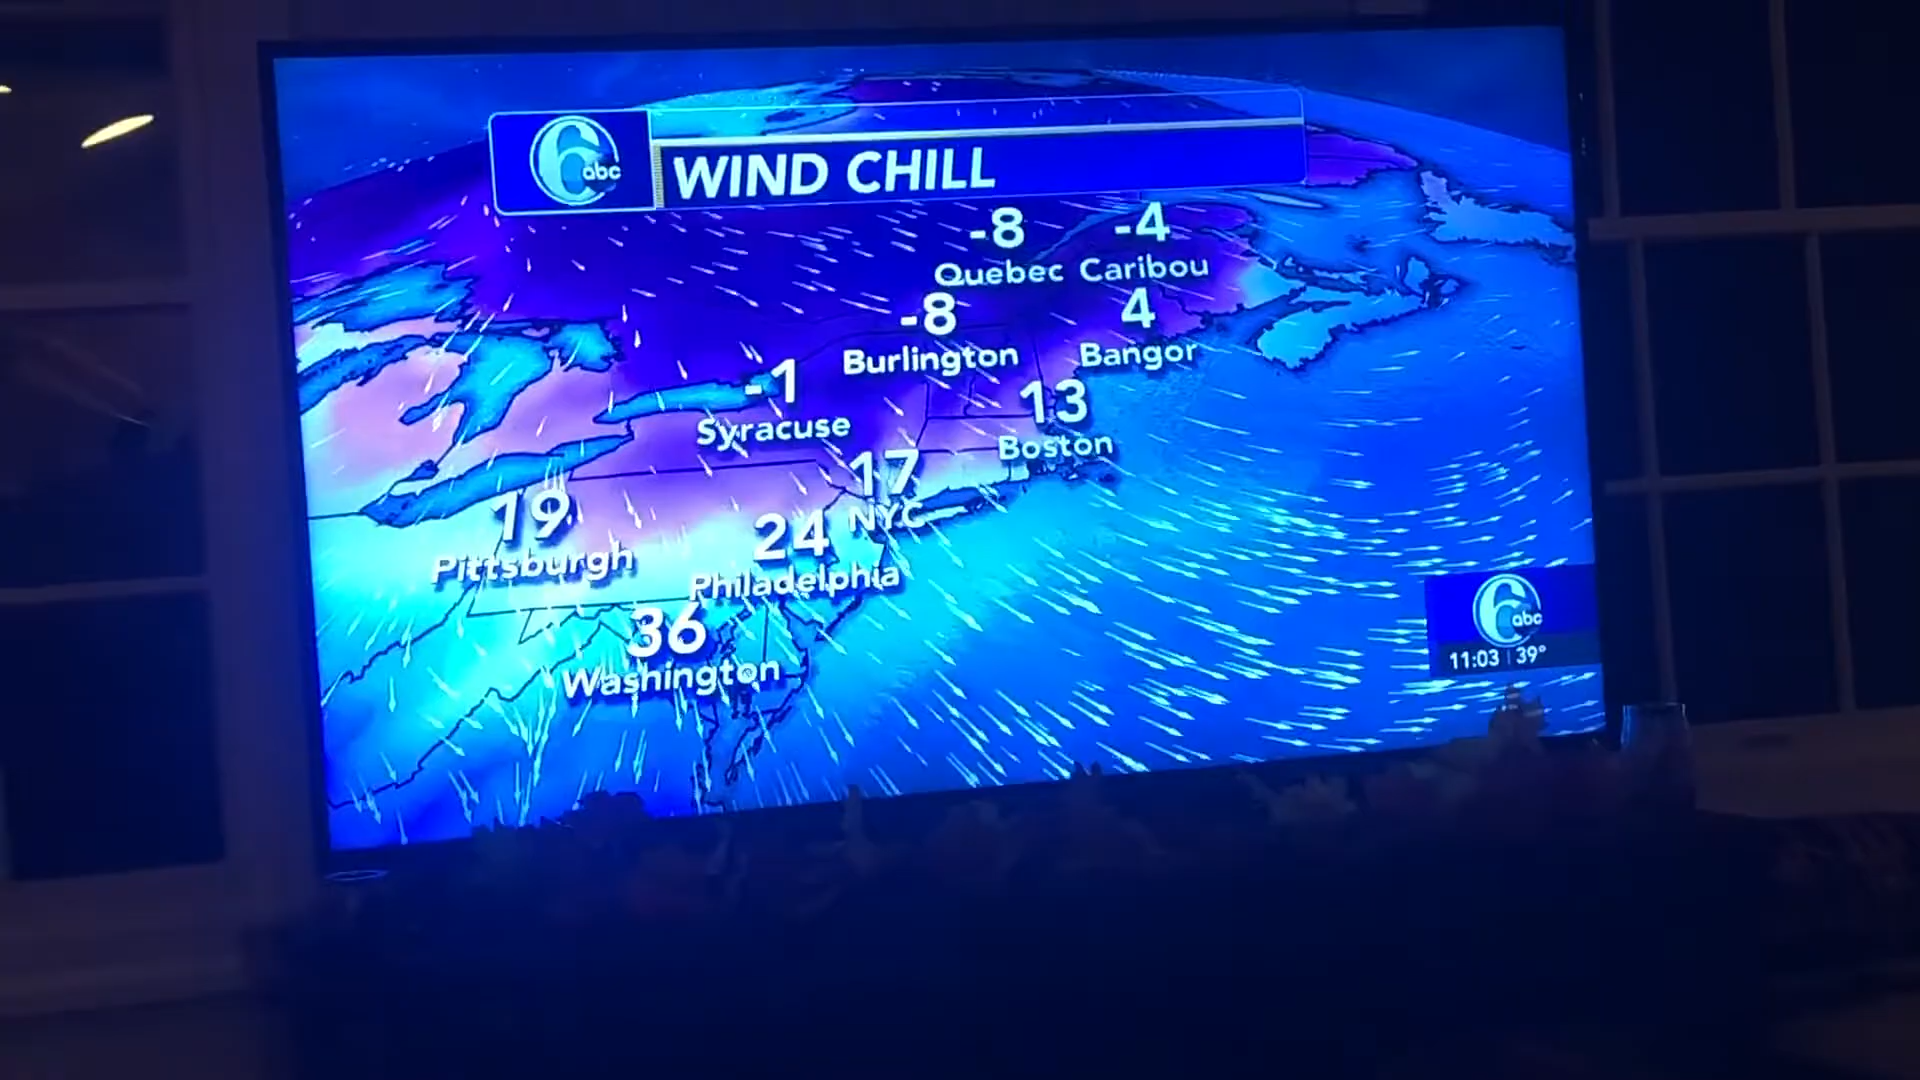 6abc WIND CHILL
-8 -4
Quebec Caribou
-8 4
Burlington Bangor
-1 13
Syracuse Boston
17
NYC
19
Pittsburgh
24
Philadelphia
36
Washington
6abc
11:03 39°